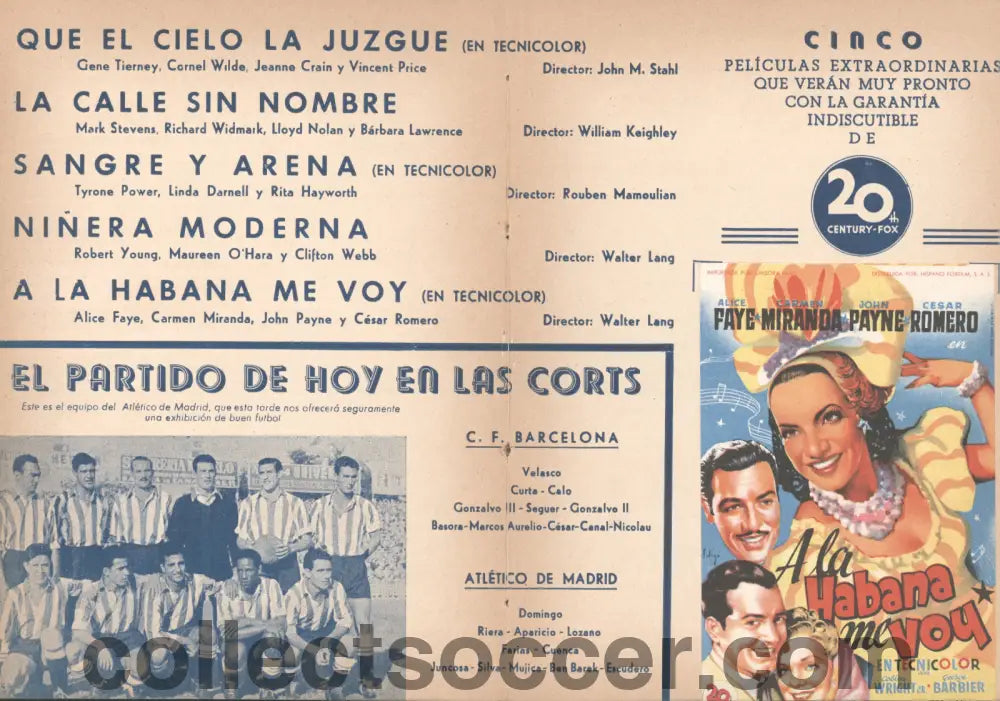 QUE EL CIELO LA JUZGUE (EN TECNICOLOR)
Gene Tierney, Cornel Wilde, Jeanne Crain y Vincent Price Director: John M. Stahl
LA CALLE SIN NOMBRE
Mark Stevens, Richard Widmark, Lloyd Nolan y Bárbara Lawrence Director: William Keighley
SANGRE Y ARENA (EN TECNICOLOR)
Tyrone Power, Linda Darnell y Rita Hayworth Director: Rouben Mamoulian
NIÑERA MODERNA
Robert Young, Maureen O'Hara y Clifton Webb Director: Walter Lang
A LA HABANA ME VOY (EN TECNICOLOR)
Alice Faye, Carmen Miranda, John Payne y César Romero Director: Walter Lang
CINCO
PELÍCULAS EXTRAORDINARIAS
QUE VERÁN MUY PRONTO
CON LA GARANTÍA
INDISCUTIBLE
DE
20th
CENTURY-FOX
EL PARTIDO DE HOY EN LAS CORTS
Este es el equipo del Atlético de Madrid, que esta tarde nos ofrecerá seguramente
una exhibición de buen futbol
C. F. BARCELONA
Velasco
Curta - Calo
Gonzalvo III - Seguer - Gonzalvo II
Basora-Marcos Aurelio-César-Canal-Nicolau
ATLÉTICO DE MADRID
Domingo
Riera - Aparicio - Lozano
Farias - Cuenca
Juncosa - Silva - Mujica - Ben Barek - Escudero
ALICE CARMEN JOHN CESAR
FAYE MIRANDA PAYNE ROMERO
en
A la
Habana
me voy
EN TECNICOLOR
WRIGHT Jr. BARBIER
20
collectsoccer.com